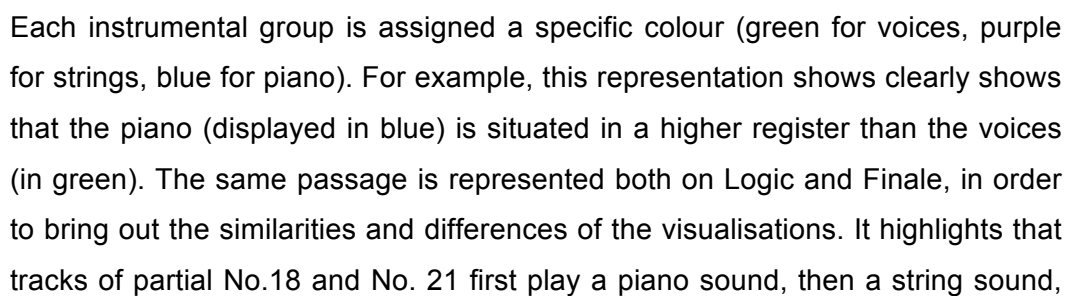 Each instrumental group is assigned a specific colour (green for voices, purple
for strings, blue for piano). For example, this representation shows clearly shows
that the piano (displayed in blue) is situated in a higher register than the voices
(in green). The same passage is represented both on Logic and Finale, in order
to bring out the similarities and differences of the visualisations. It highlights that
tracks of partial No.18 and No. 21 first play a piano sound, then a string sound,